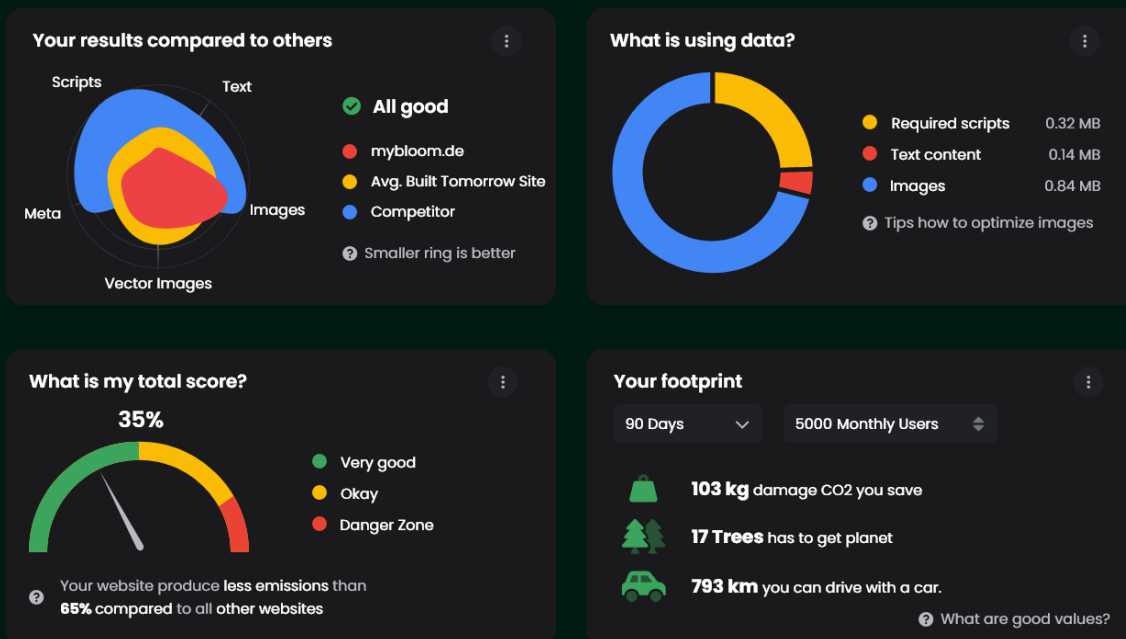 Your results compared to others
Scripts
Text
Meta
Images
Vector Images
All good
mybloom.de
Avg. Built Tomorrow Site
Competitor
Smaller ring is better
What is using data?
Required scripts 0.32 MB
Text content 0.14 MB
Images 0.84 MB
Tips how to optimize images
What is my total score?
35%
Very good
Okay
Danger Zone
Your website produce less emissions than
65% compared to all other websites
Your footprint
90 Days
5000 Monthly Users
103 kg damage CO2 you save
17 Trees has to get planet
793 km you can drive with a car.
What are good values?